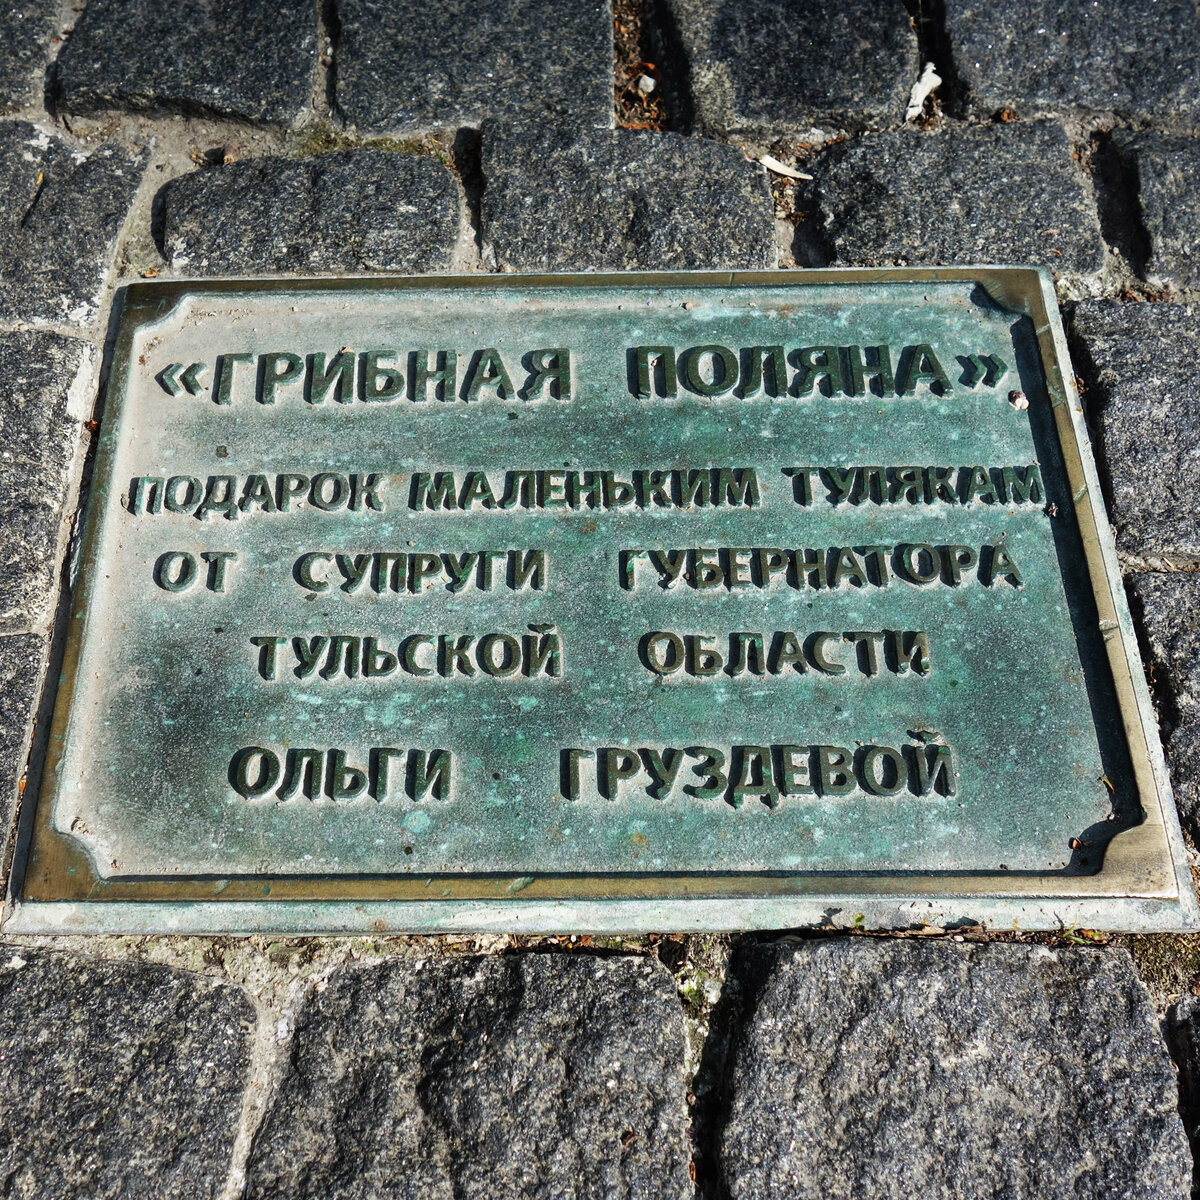 «ГРИБНАЯ ПОЛЯНА»
ПОДАРОК МАЛЕНЬКИМ ТУЛЯКАМ
ОТ СУПРУГИ ГУБЕРНАТОРА
ТУЛЬСКОЙ ОБЛАСТИ
ОЛЬГИ ГРУЗДЕВОЙ